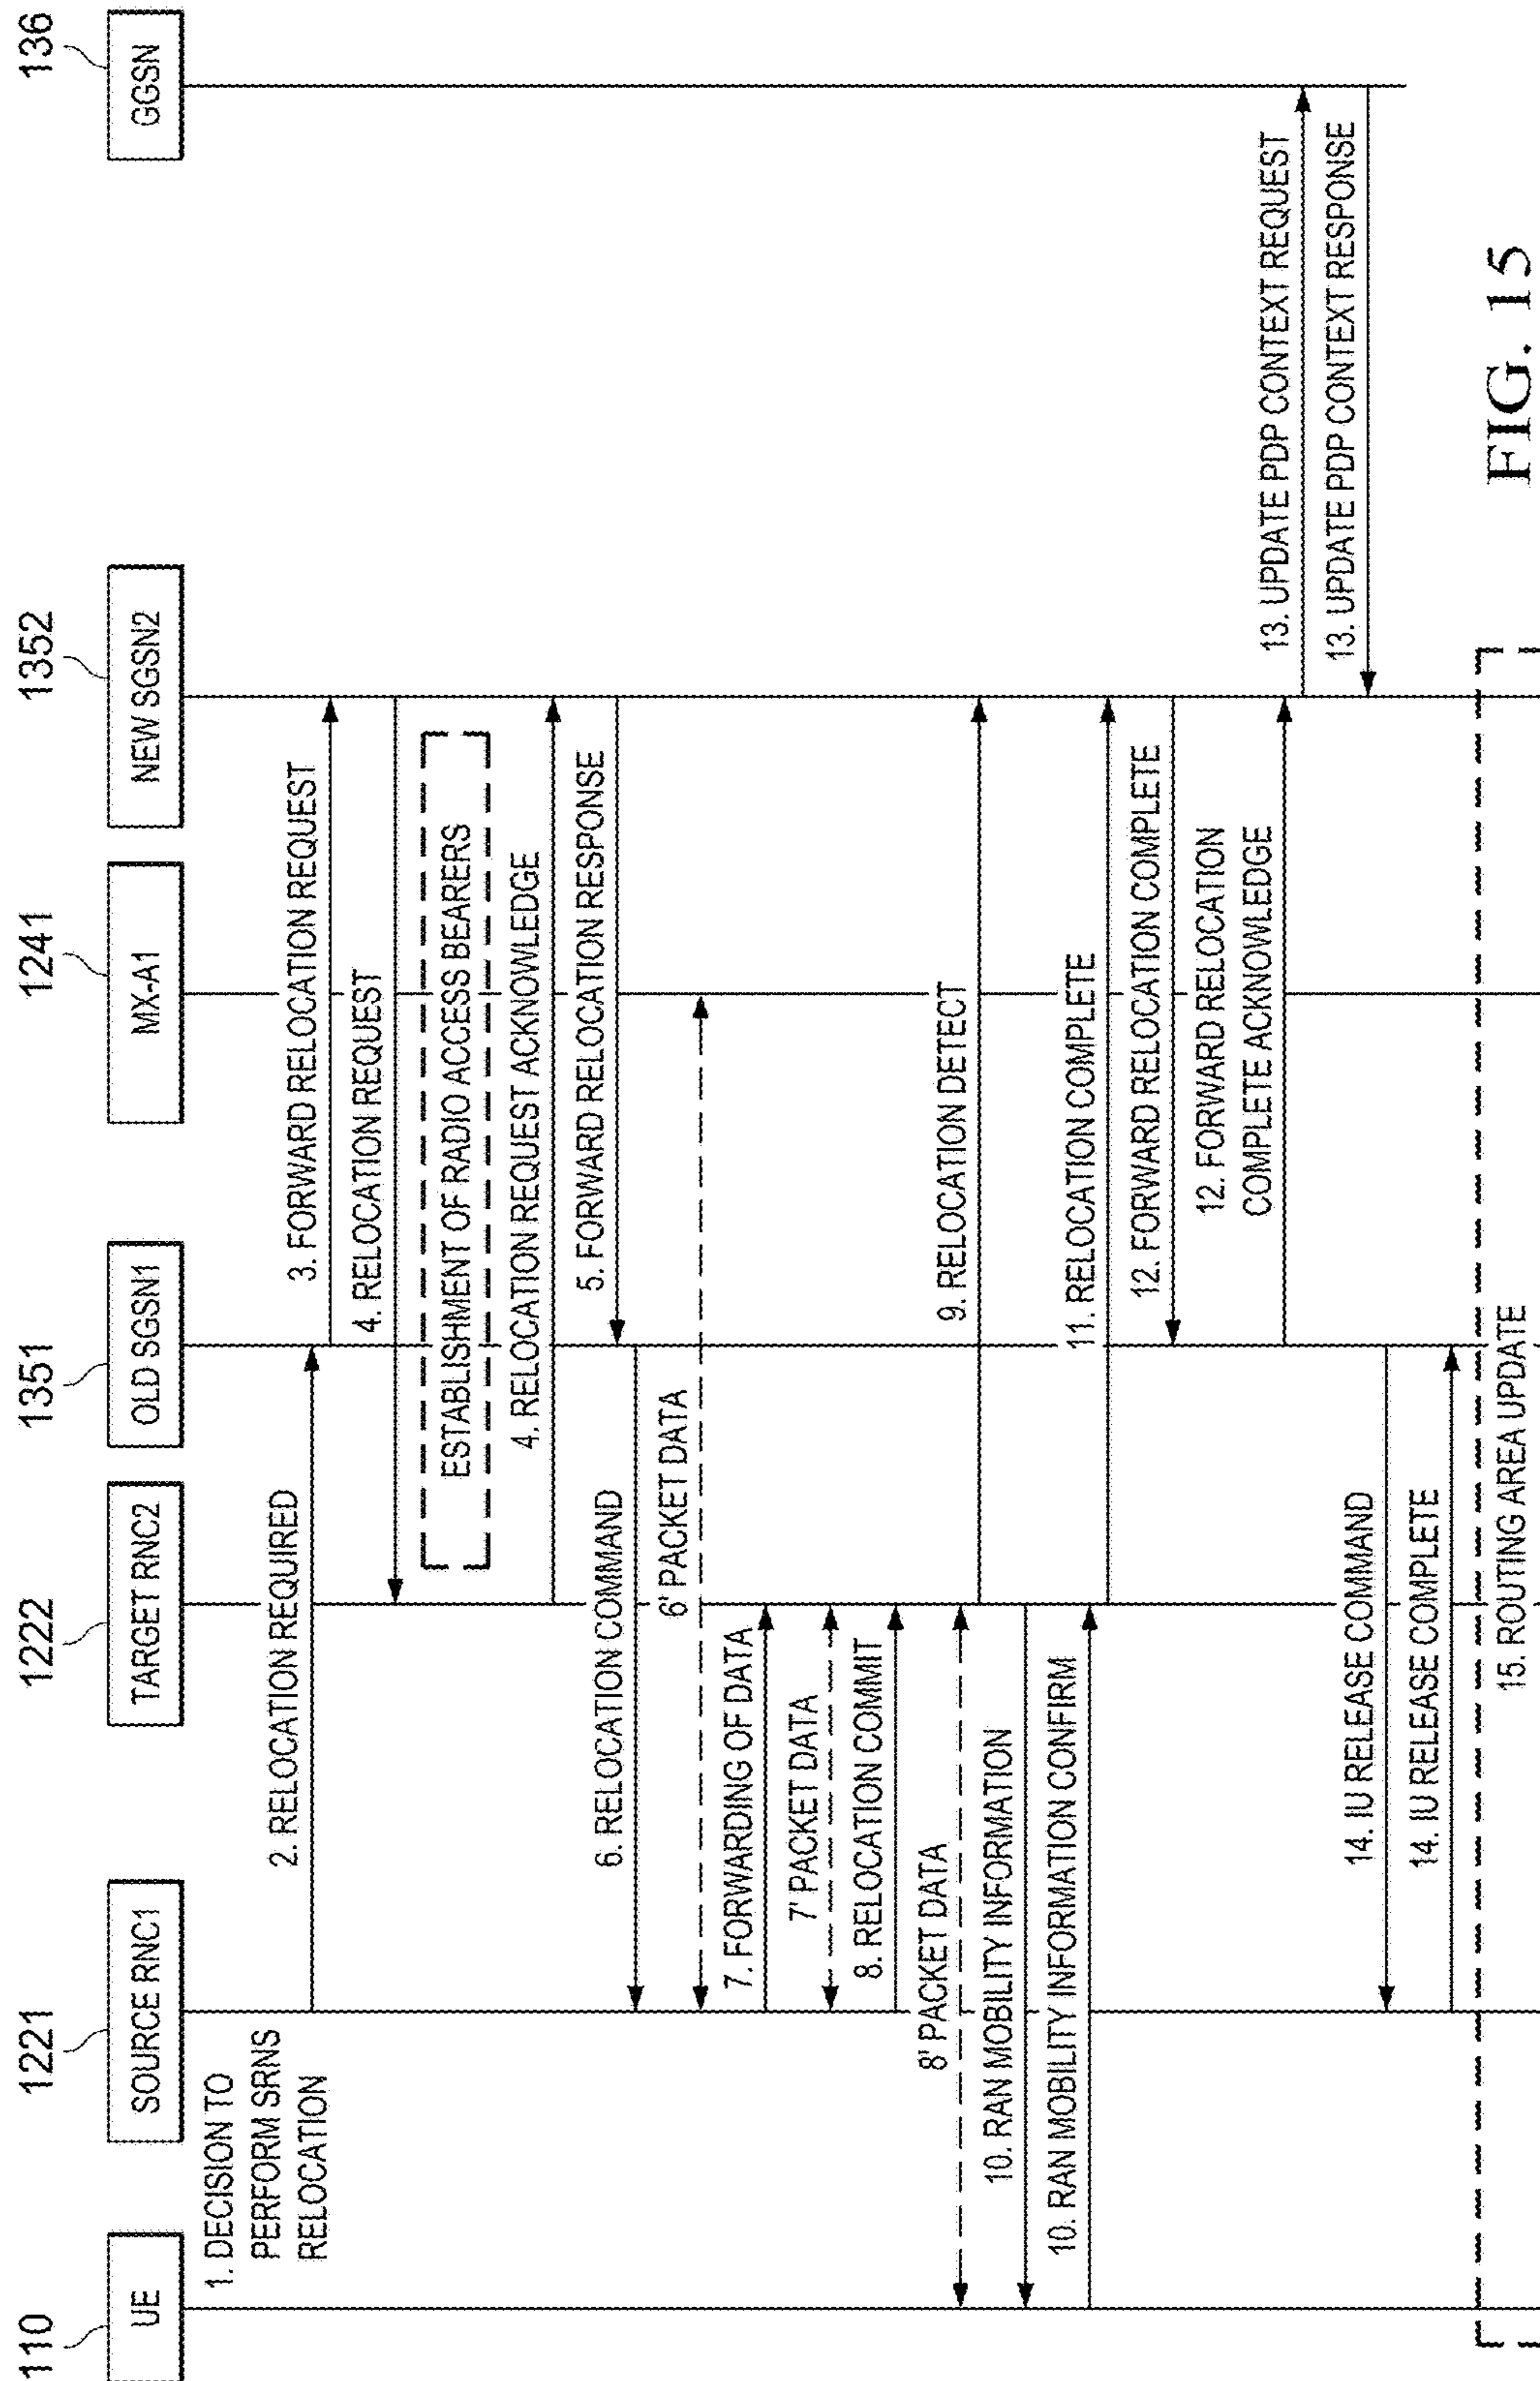 110
1221
1222
1351
1241
1352
136
UE
SOURCE RNC1
TARGET RNC2
OLD SGSN1
MX-A1
NEW SGSN2
GGSN
1. DECISION TO
PERFORM SRNS
RELOCATION
2. RELOCATION REQUIRED
3. FORWARD RELOCATION REQUEST
4. RELOCATION REQUEST
ESTABLISHMENT OF RADIO ACCESS BEARERS
4. RELOCATION REQUEST ACKNOWLEDGE
5. FORWARD RELOCATION RESPONSE
6. RELOCATION COMMAND
6' PACKET DATA
7. FORWARDING OF DATA
7' PACKET DATA
8. RELOCATION COMMIT
8' PACKET DATA
9. RELOCATION DETECT
10. RAN MOBILITY INFORMATION
10. RAN MOBILITY INFORMATION CONFIRM
11. RELOCATION COMPLETE
12. FORWARD RELOCATION COMPLETE
12. FORWARD RELOCATION
COMPLETE ACKNOWLEDGE
13. UPDATE PDP CONTEXT REQUEST
13. UPDATE PDP CONTEXT RESPONSE
14. IU RELEASE COMMAND
14. IU RELEASE COMPLETE
15. ROUTING AREA UPDATE
FIG. 15